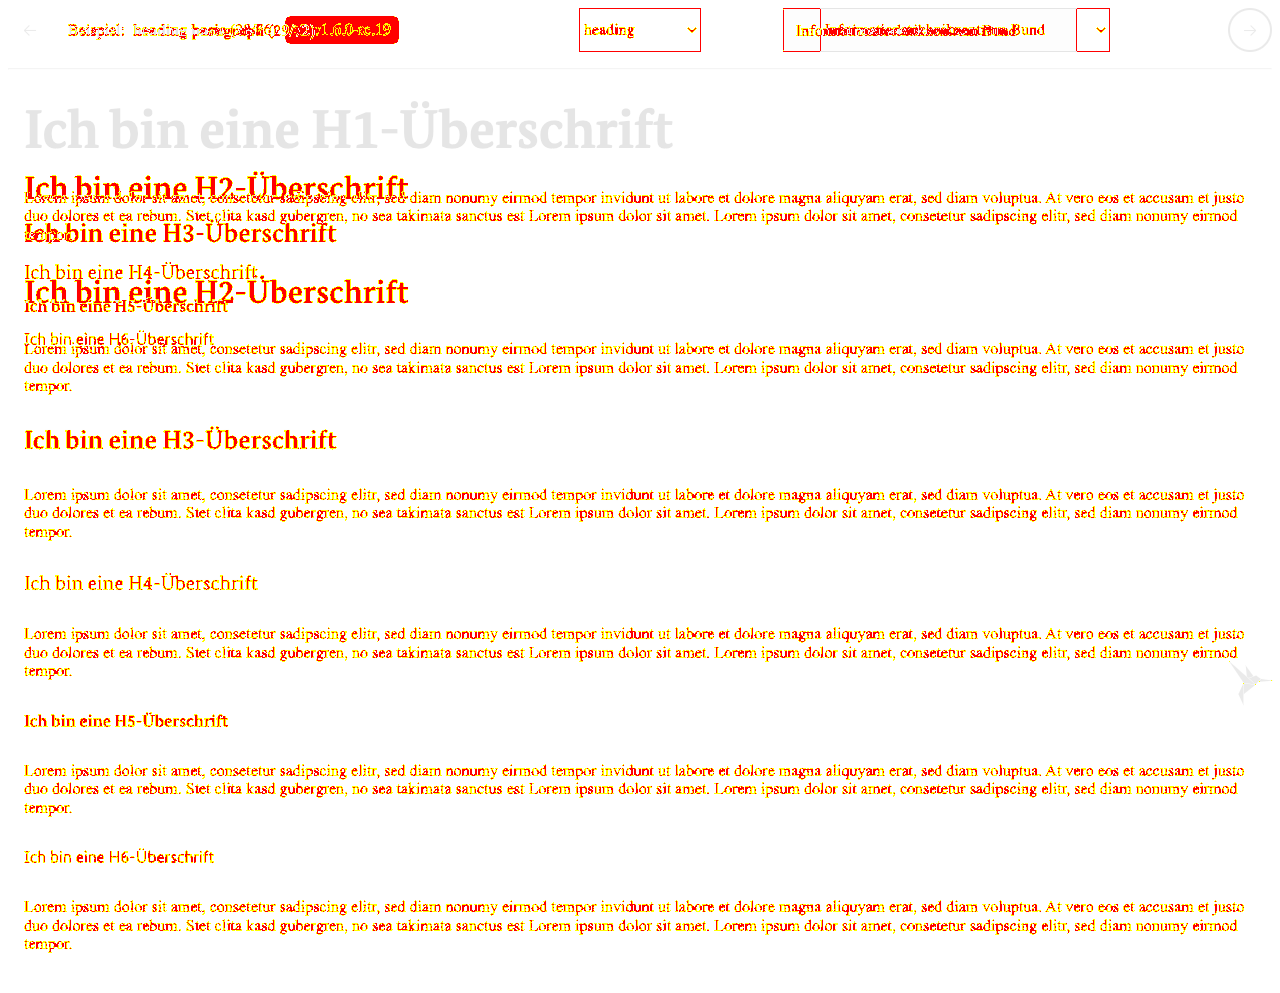 heading
Ich bin eine H1-Überschrift
Ich bin eine H2-Überschrift
Lorem ipsum dolor sit amet, consetetur sadipscing elitr, sed diam nonumy eirmod tempor invidunt ut labore et dolore magna aliquyam erat, sed diam voluptua. At vero eos et accusam et justo
duo dolores et ea rebum. Stet clita kasd gubergren, no sea takimata sanctus est Lorem ipsum dolor sit amet. Lorem ipsum dolor sit amet, consetetur sadipscing elitr, sed diam nonumy eirmod
Ich bin eine H3-Überschrift
Ich bin eine H4-Überschrift
Ich bin eine H2-Überschrift
Ich bin eine H5-Überschrift
Ich bin eine H6-Überschrift
Lorem ipsum dolor sit amet, consetetur sadipscing elitr, sed diam nonumy eirmod tempor invidunt ut labore et dolore magna aliquyam erat, sed diam voluptua. At vero eos et accusam et justo
duo dolores et ea rebum. Stet clita kasd gubergren, no sea takimata sanctus est Lorem ipsum dolor sit amet. Lorem ipsum dolor sit amet, consetetur sadipscing elitr, sed diam nonumy eirmod
tempor.
Ich bin eine H3-Überschrift
Lorem ipsum dolor sit amet, consetetur sadipscing elitr, sed diam nonumy eirmod tempor invidunt ut labore et dolore magna aliquyam erat, sed diam voluptua. At vero eos et accusam et justo
duo dolores et ea rebum. Stet clita kasd gubergren, no sea takimata sanctus est Lorem ipsum dolor sit amet. Lorem ipsum dolor sit amet, consetetur sadipscing elitr, sed diam nonumy eirmod
tempor.
Ich bin eine H4-Überschrift
Lorem ipsum dolor sit amet, consetetur sadipscing elitr, sed diam nonumy eirmod tempor invidunt ut labore et dolore magna aliquyam erat, sed diam voluptua. At vero eos et accusam et justo
duo dolores et ea rebum. Stet clita kasd gubergren, no sea takimata sanctus est Lorem ipsum dolor sit amet. Lorem ipsum dolor sit amet, consetetur sadipscing elitr, sed diam nonumy eirmod
tempor.
Ich bin eine H5-Überschrift
Lorem ipsum dolor sit amet, consetetur sadipscing elitr, sed diam nonumy eirmod tempor invidunt ut labore et dolore magna aliquyam erat, sed diam voluptua. At vero eos et accusam et justo
duo dolores et ea rebum. Stet clita kasd gubergren, no sea takimata sanctus est Lorem ipsum dolor sit amet. Lorem ipsum dolor sit amet, consetetur sadipscing elitr, sed diam nonumy eirmod
tempor.
Ich bin eine H6-Überschrift
Lorem ipsum dolor sit amet, consetetur sadipscing elitr, sed diam nonumy eirmod tempor invidunt ut labore et dolore magna aliquyam erat, sed diam voluptua. At vero eos et accusam et justo
duo dolores et ea rebum. Stet clita kasd gubergren, no sea takimata sanctus est Lorem ipsum dolor sit amet. Lorem ipsum dolor sit amet, consetetur sadipscing elitr, sed diam nonumy eirmod
tempor.